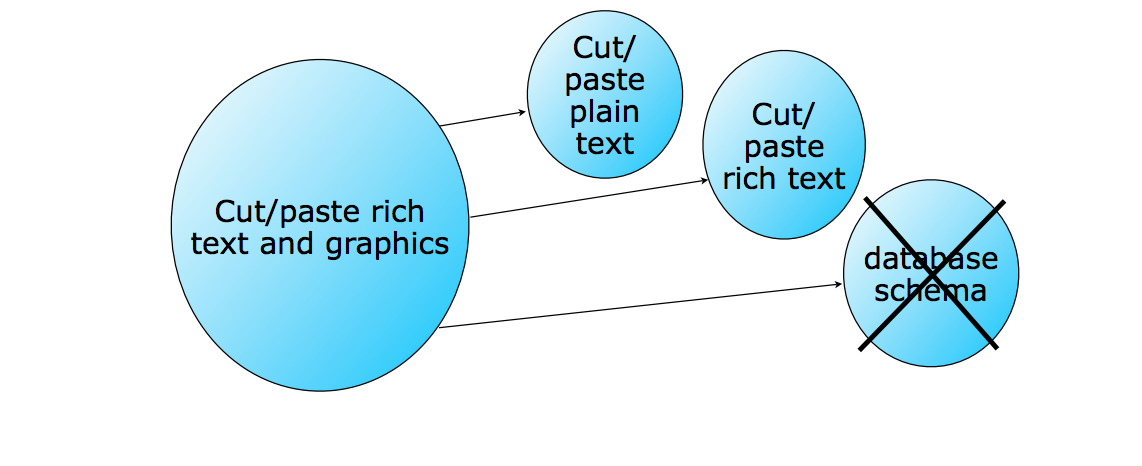 Cut/paste rich
text and graphics
Cut/
paste
plain
text
Cut/
paste
rich text
database
schema